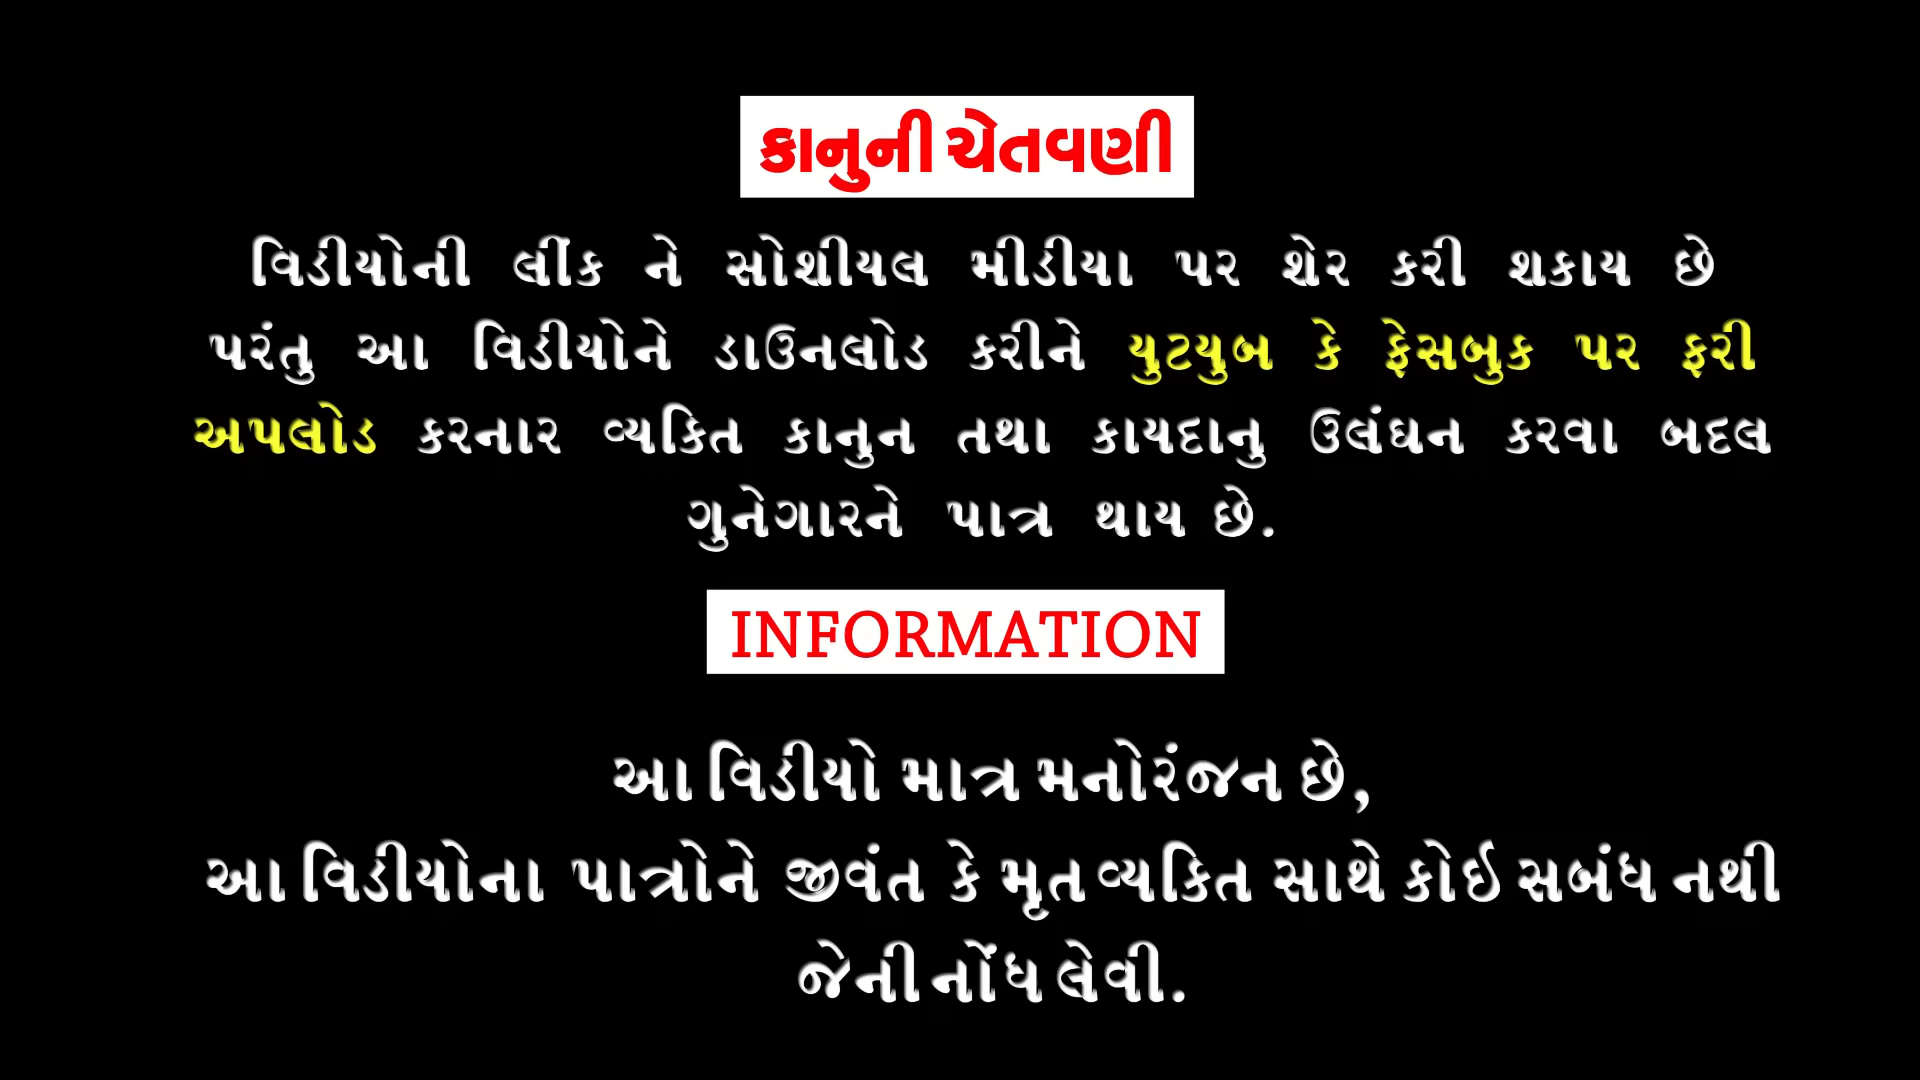 કાનુની ચેતવણી
વિડીયોની લીંક ને સોશીયલ મીડીયા પર શેર કરી શકાય છે
પરંતુ આ વિડીયોને ડાઉનલોડ કરીને યુટયુબ કે ફેસબુક પર ફરી
અપલોડ કરનાર વ્યકિત કાનુન તથા કાયદાનુ ઉલંઘન કરવા બદલ
ગુનેગારને પાત્ર થાય છે.
INFORMATION
આ વિડીયો માત્ર મનોરંજન છે,
આ વિડીયોના પાત્રોને જીવંત કે મૃત વ્યકિત સાથે કોઇ સબંધ નથી
જેની નોંધ લેવી.